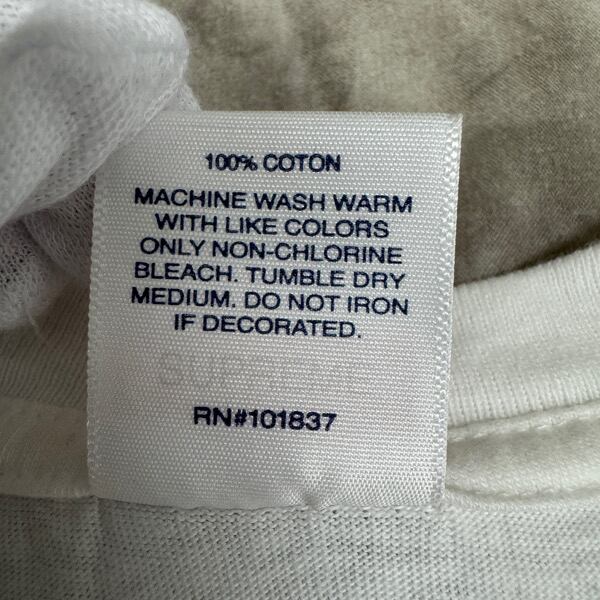 100% COTON
MACHINE WASH WARM
WITH LIKE COLORS
ONLY NON-CHLORINE
BLEACH. TUMBLE DRY
MEDIUM. DO NOT IRON
IF DECORATED.
RN#101837